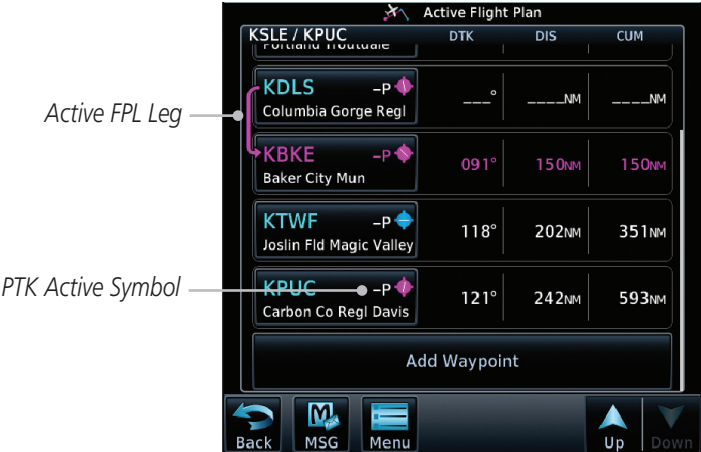 Active Flight Plan
KSLE / KPUC DTK DIS CUM
Portland Troutdale
KDLS –P ___° ____NM ____NM
Columbia Gorge Regl
Active FPL Leg
KBKE –P 091° 150NM 150NM
Baker City Mun
KTWF –P 118° 202NM 351NM
Joslin Fld Magic Valley
PTK Active Symbol
KPUC –P 121° 242NM 593NM
Carbon Co Regl Davis
Add Waypoint
Back MSG Menu Up Down